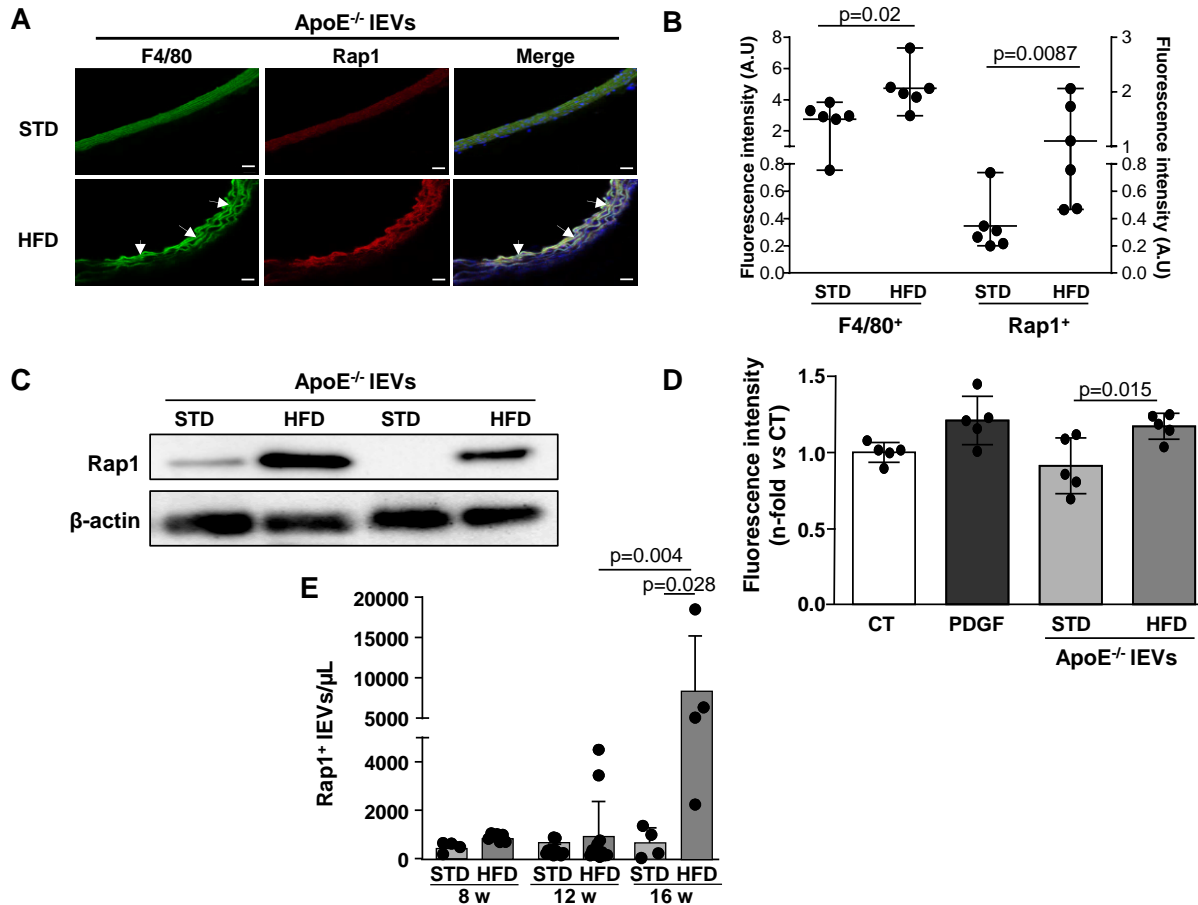 A
ApoE-/- lEVs
F4/80 Rap1 Merge
STD
HFD
B
p=0.02
p=0.0087
Fluorescence intensity (A.U)
8
6
4
2
0.8
0.6
0.4
0.2
0.0
3
2
1
0.8
0.6
0.4
0.2
0.0
Fluorescence intensity (A.U)
STD HFD STD HFD
F4/80+ Rap1+
C
ApoE-/- lEVs
STD HFD STD HFD
Rap1
β-actin
D
Fluorescence intensity
(n-fold vs CT)
1.5
1.0
0.5
0.0
p=0.015
CT PDGF STD HFD
ApoE-/- lEVs
E
p=0.004
p=0.028
Rap1+ lEVs/µL
20000
15000
10000
5000
4000
2000
0
STD HFD STD HFD STD HFD
8 w 12 w 16 w